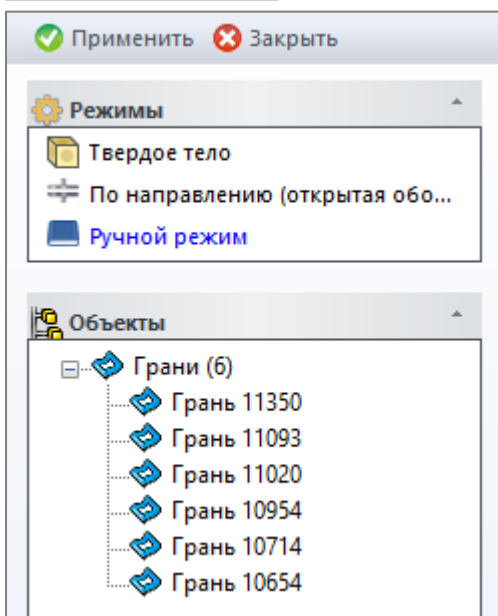 Применить Закрыть
Режимы
Твердое тело
По направлению (открытая обо...
Ручной режим
Объекты
Грани (6)
Грань 11350
Грань 11093
Грань 11020
Грань 10954
Грань 10714
Грань 10654